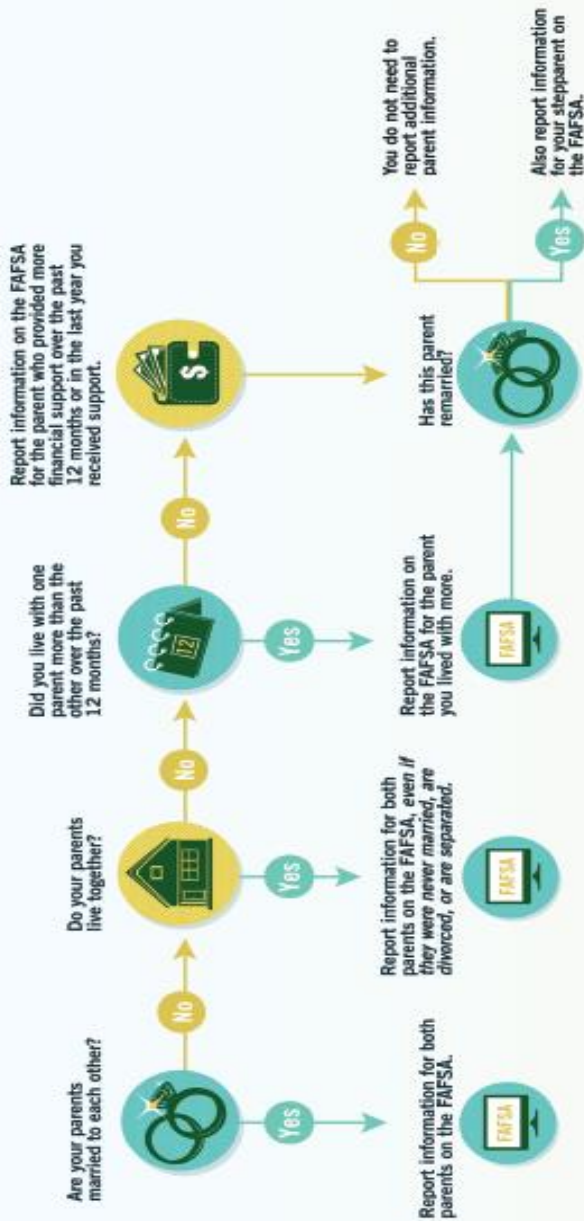 Are your parents
married to each other?
No
Yes
Report information for both
parents on the FAFSA.
FAFSA
Do your parents
live together?
No
Yes
Report information for both
parents on the FAFSA, even if
they were never married, are
divorced, or are separated.
FAFSA
Did you live with one
parent more than the
other over the past
12 months?
12
No
Yes
Report information on
the FAFSA for the parent
you lived with more.
FAFSA
Report information on the FAFSA
for the parent who provided more
financial support over the past
12 months or in the last year you
received support.
$
Has this parent
remarried?
No
You do not need to
report additional
parent information.
Yes
Also report information
for your stepparent on
the FAFSA.